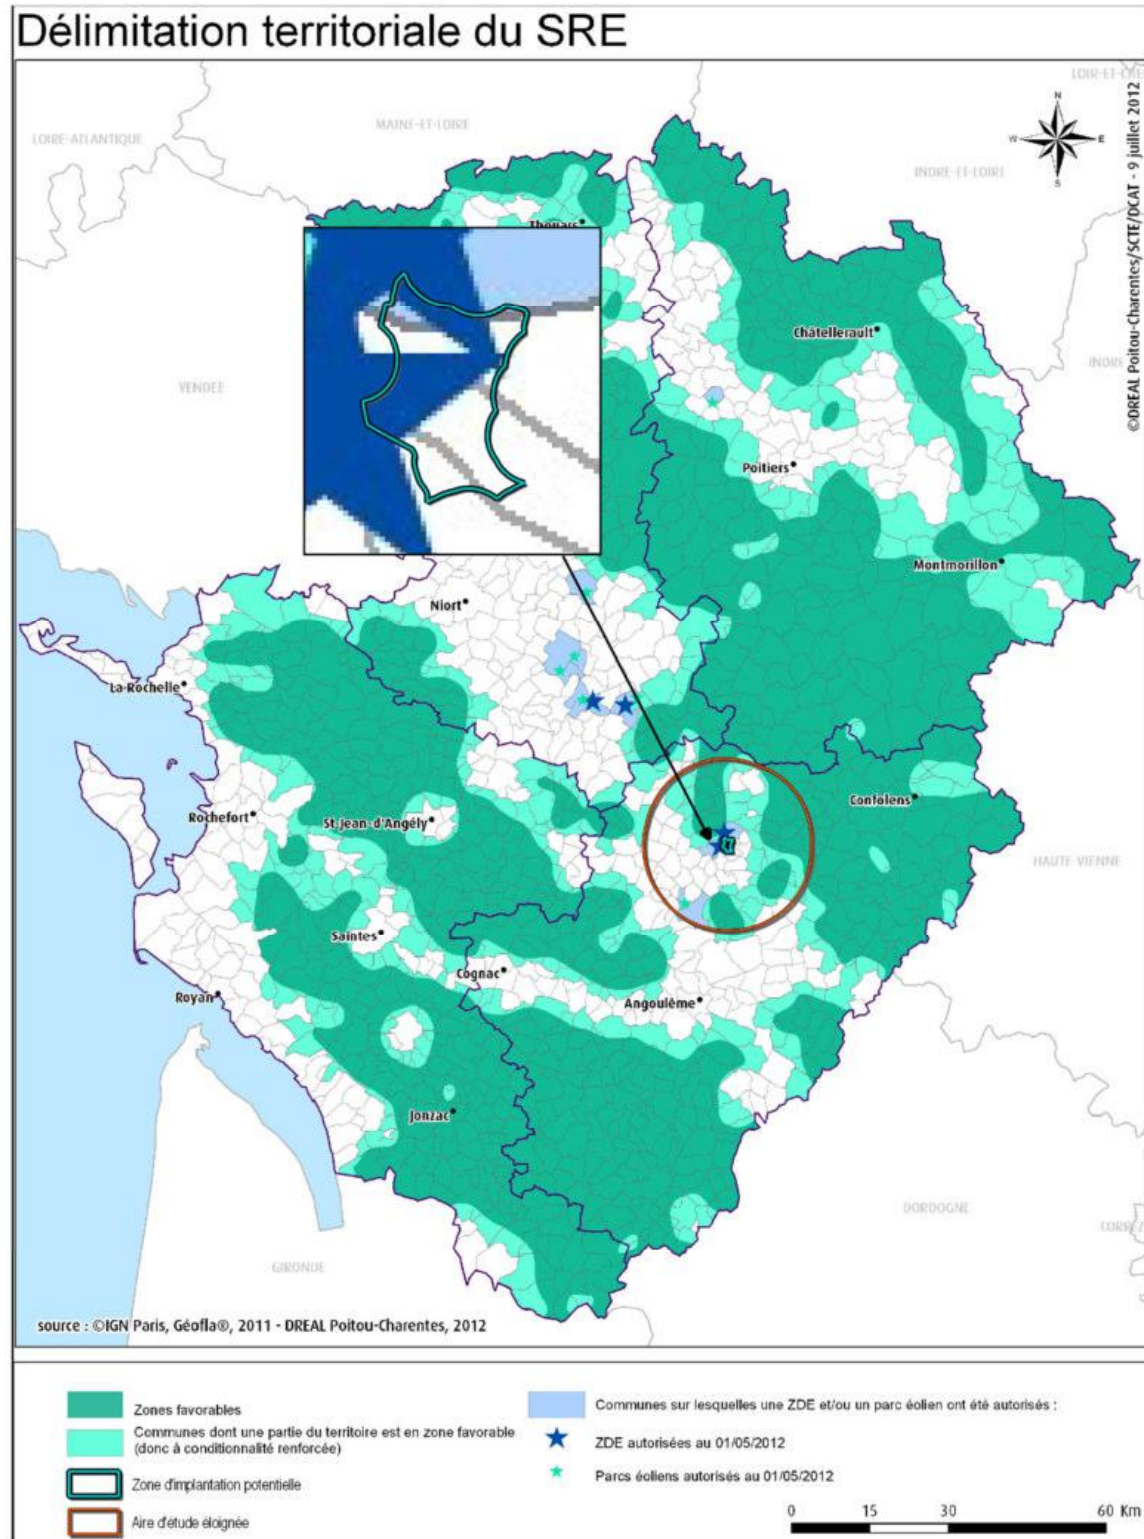 Délimitation territoriale du SRE
LOIR-ET-CHE
MAINE-ET-LOIRE
LOIRE-ATLANTIQUE
INDRE-ET-LOIRE
©DREAL Poitou-Charentes/SCTE/DCAT - 9 juillet 2012
N
W
E
S
Thouars
Châtellerault
INDRE
VENDEE
Poitiers
Montmorillon
Niort
La Rochelle
Confolens
Rochefort
St-Jean-d'Angély
HAUTE VIENNE
Saintes
Cognac
Royan
Angoulême
Jonzac
DORDOGNE
CORREZ
GIRONDE
source : ©IGN Paris, Géofla®, 2011 - DREAL Poitou-Charentes, 2012
Zones favorables
Communes dont une partie du territoire est en zone favorable
(donc à conditionnalité renforcée)
Zone d'implantation potentielle
Aire d'étude éloignée
Communes sur lesquelles une ZDE et/ou un parc éolien ont été autorisés :
ZDE autorisées au 01/05/2012
Parcs éoliens autorisés au 01/05/2012
0 15 30 60 Km